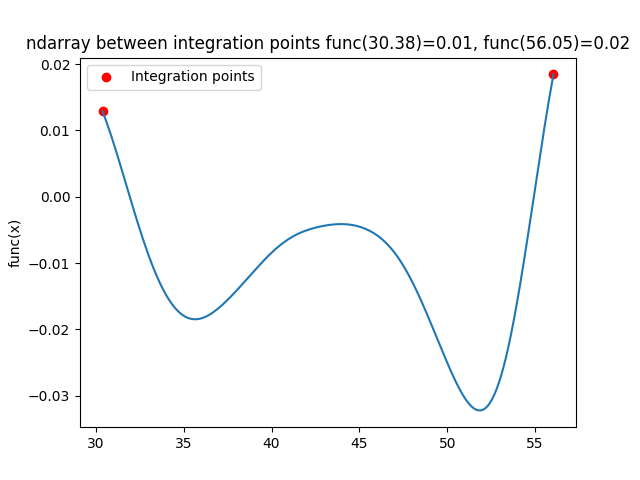 ndarray between integration points func(30.38)=0.01, func(56.05)=0.02
Integration points
func(x)
0.02
0.01
0.00
−0.01
−0.02
−0.03
30 35 40 45 50 55